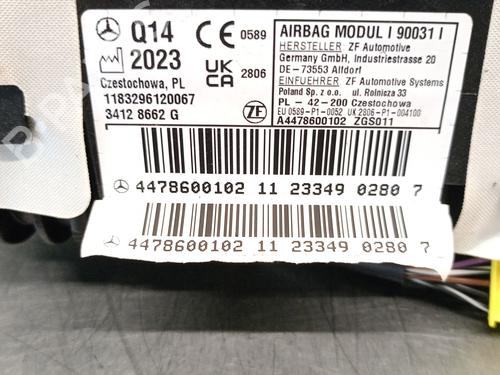 Q14
2023
CE 0589
UK CA 2806
Czestochowa, PL
1183296120067
3412 8662 G
AIRBAG MODUL I 90031 I
HERSTELLER: ZF Automotive
Germany GmbH, Industriestrasse 20
DE - 73553 Alfdorf
EINFUEHRER ZF Automotive Systems
Poland Sp. z o.o. ul. Rolnicza 33
PL - 42-200 Czestochowa
EU 0589-P1-0052 UK 2806-P1-004100
ZF
A4478600102 ZGS011
4478600102 11 23349 0280 7
4478600102 11 23349 0280 7